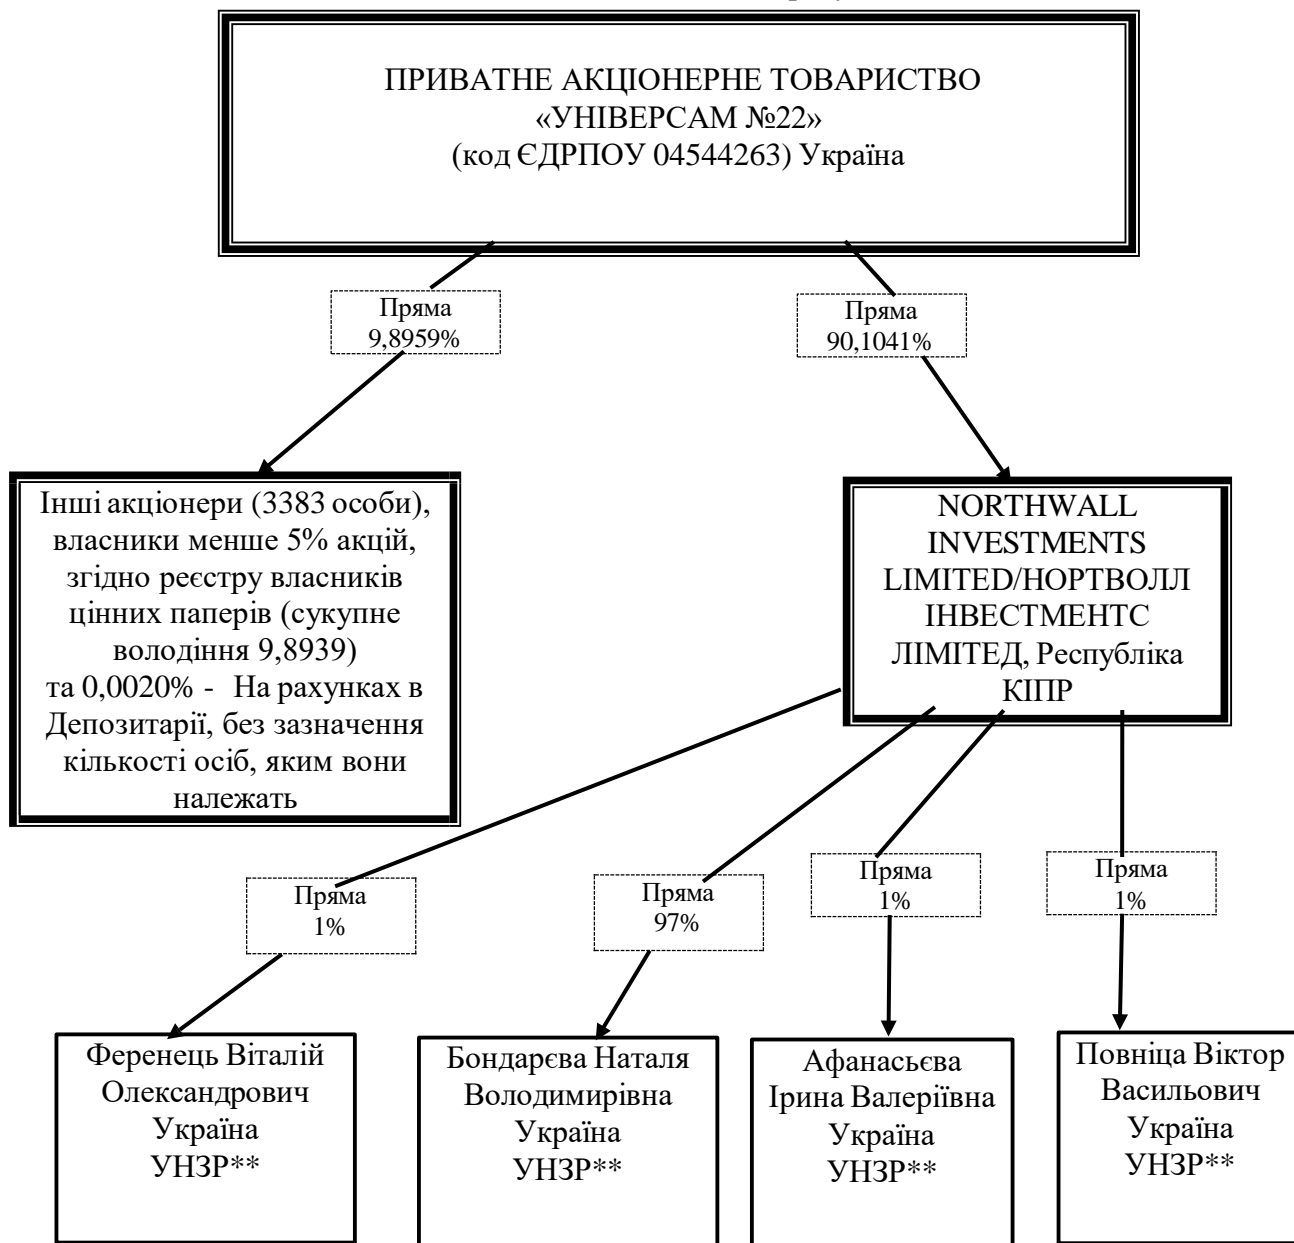 ПРИВАТНЕ АКЦІОНЕРНЕ ТОВАРИСТВО
«УНІВЕРСАМ №22»
(код ЄДРПОУ 04544263) Україна
Пряма
9,8959%
Пряма
90,1041%
Інші акціонери (3383 особи),
власники менше 5% акцій,
згідно реєстру власників
цінних паперів (сукупне
володіння 9,8939)
та 0,0020% - На рахунках в
Депозитарії, без зазначення
кількості осіб, яким вони
належать
NORTHWALL
INVESTMENTS
LIMITED/НОРТВОЛЛ
ІНВЕСТМЕНТС
ЛІМІТЕД, Республіка
КІПР
Пряма
1%
Пряма
97%
Пряма
1%
Пряма
1%
Ференець Віталій
Олександрович
Україна
УНЗР**
Бондарєва Наталя
Володимирівна
Україна
УНЗР**
Афанасьєва
Ірина Валеріївна
Україна
УНЗР**
Повніца Віктор
Васильович
Україна
УНЗР**